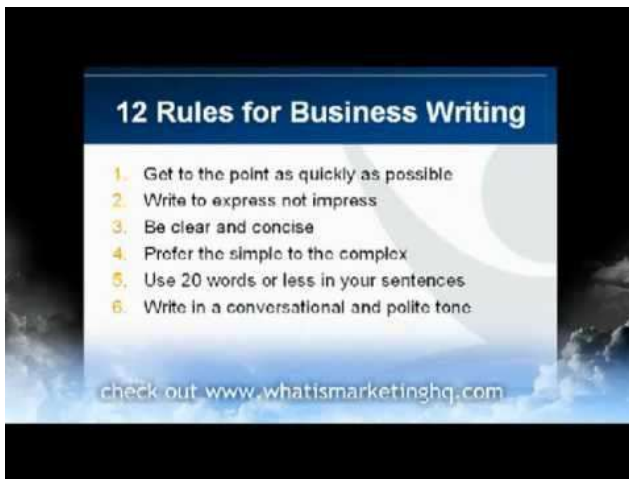 12 Rules for Business Writing
1. Get to the point as quickly as possible
2. Write to express not impress
3. Be clear and concise
4. Prefer the simple to the complex
5. Use 20 words or less in your sentences
6. Write in a conversational and polite tone
check out www.whatismarketinghq.com